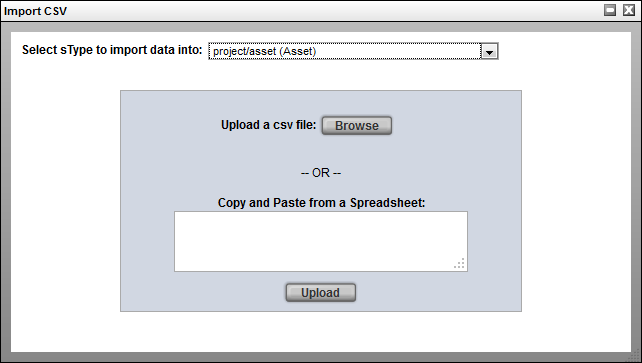 Import CSV
Select sType to import data into: project/asset (Asset)
Upload a csv file: Browse
-- OR --
Copy and Paste from a Spreadsheet:
Upload